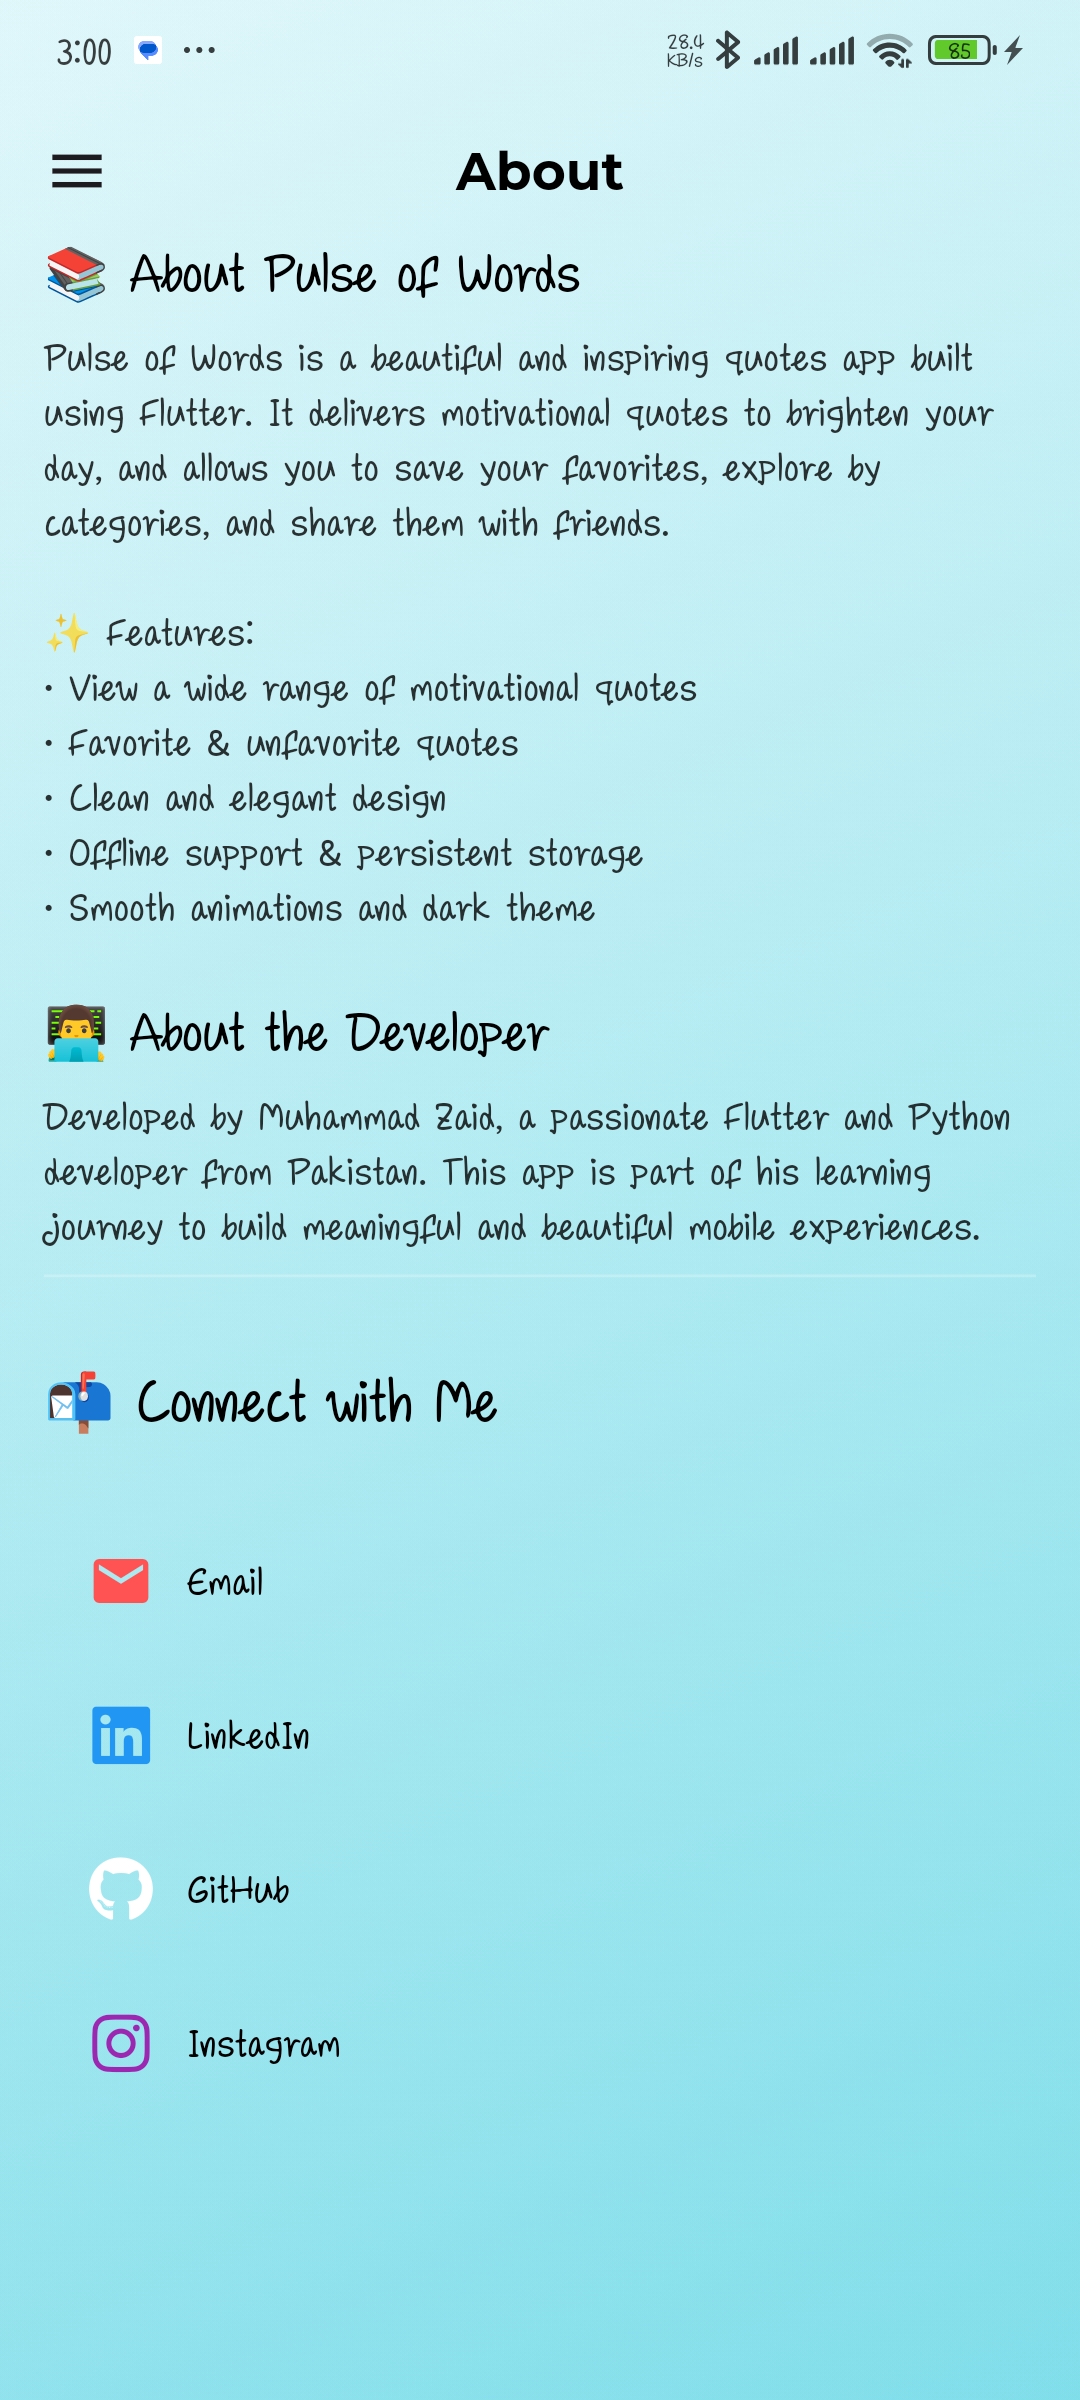 3:00
28.4
KB/s
85
About
About Pulse of Words
Pulse of Words is a beautiful and inspiring quotes app built
using Flutter. It delivers motivational quotes to brighten your
day, and allows you to save your favorites, explore by
categories, and share them with friends.
✨ Features:
• View a wide range of motivational quotes
• Favorite & unfavorite quotes
• Clean and elegant design
• Offline support & persistent storage
• Smooth animations and dark theme
About the Developer
Developed by Muhammad Zaid, a passionate Flutter and Python
developer from Pakistan. This app is part of his learning
journey to build meaningful and beautiful mobile experiences.
Connect with Me
Email
LinkedIn
GitHub
Instagram